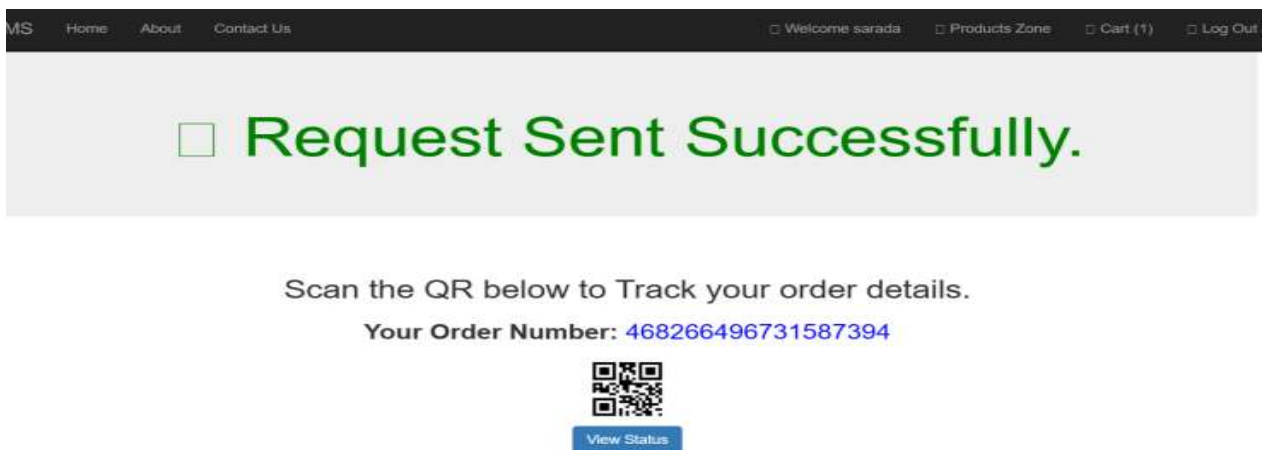 MS Home About Contact Us □ Welcome sarada □ Products Zone □ Cart (1) □ Log Out
□ Request Sent Successfully.
Scan the QR below to Track your order details.
Your Order Number: 468266496731587394
View Status